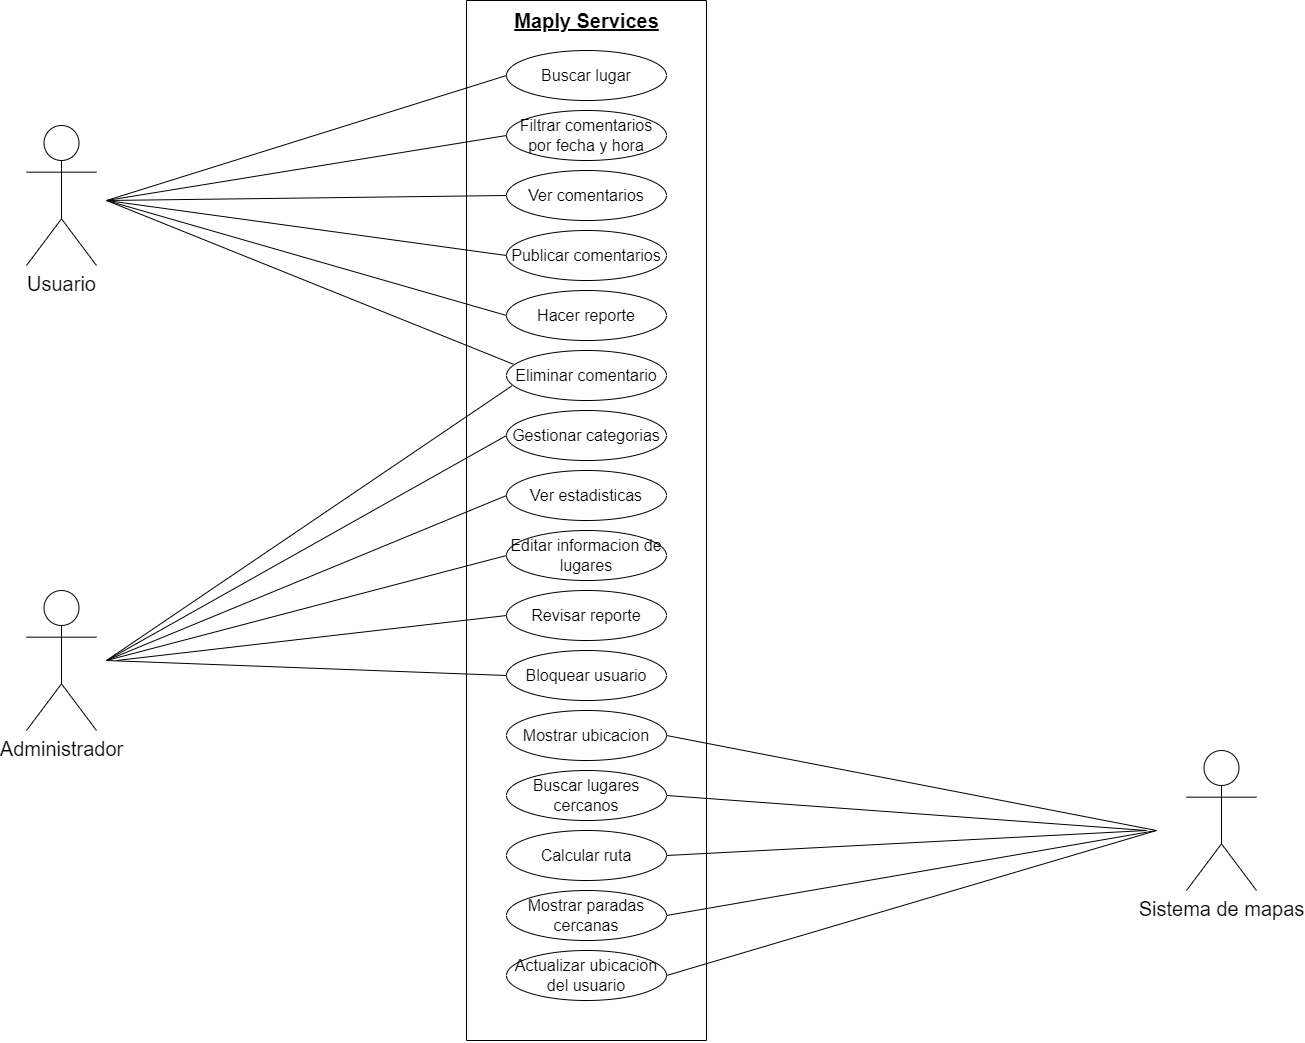 Maply Services
Buscar lugar
Filtrar comentarios
por fecha y hora
Ver comentarios
Publicar comentarios
Usuario
Hacer reporte
Eliminar comentario
Gestionar categorias
Ver estadisticas
Editar informacion de
lugares
Revisar reporte
Bloquear usuario
Administrador
Mostrar ubicacion
Buscar lugares
cercanos
Calcular ruta
Mostrar paradas
cercanas
Sistema de mapas
Actualizar ubicacion
del usuario